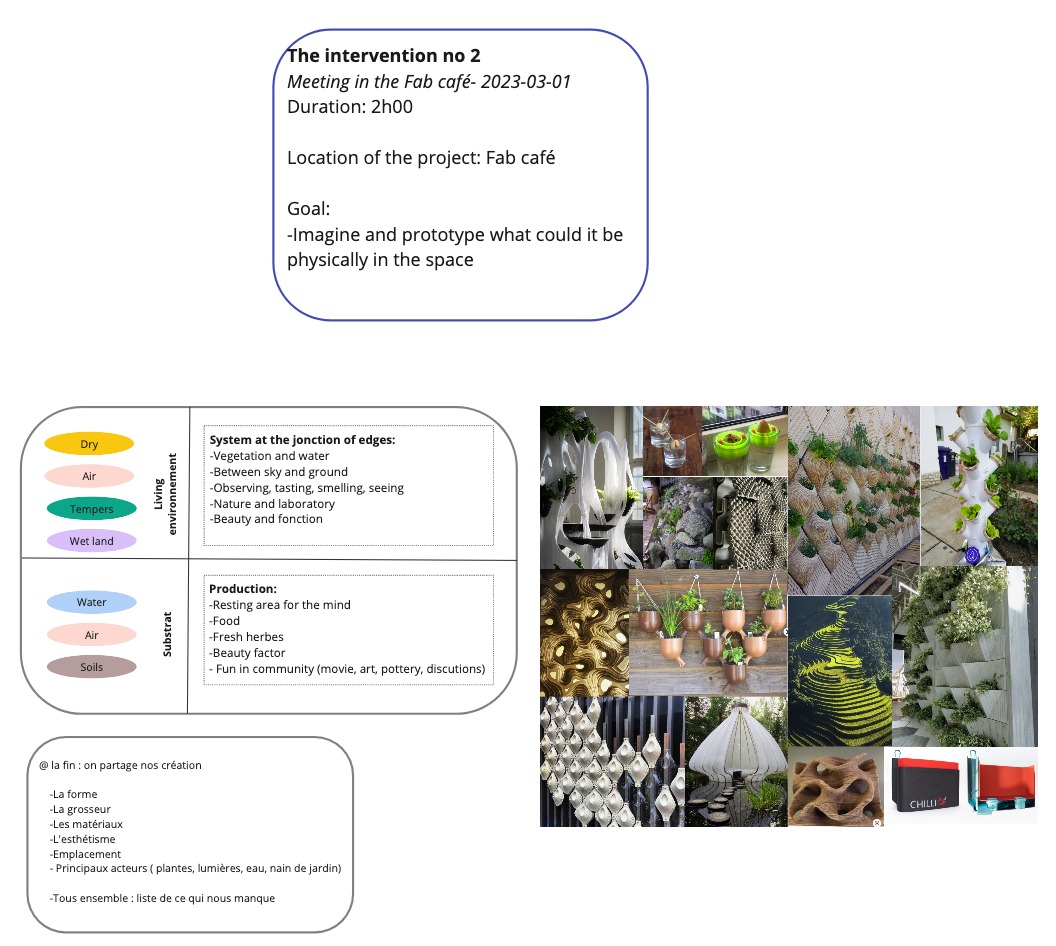 The intervention no 2
Meeting in the Fab café- 2023-03-01
Duration: 2h00
Location of the project: Fab café
Goal:
-Imagine and prototype what could it be
physically in the space
Dry
Air
Tempers
Wet land
Living
environnement
System at the jonction of edges:
-Vegetation and water
-Between sky and ground
-Observing, tasting, smelling, seeing
-Nature and laboratory
-Beauty and fonction
Water
Air
Soils
Substrat
Production:
-Resting area for the mind
-Food
-Fresh herbes
-Beauty factor
- Fun in community (movie, art, pottery, discutions)
@ la fin : on partage nos création
-La forme
-La grosseur
-Les matériaux
-L'esthétisme
-Emplacement
- Principaux acteurs ( plantes, lumières, eau, nain de jardin)
-Tous ensemble : liste de ce qui nous manque
CHILLI